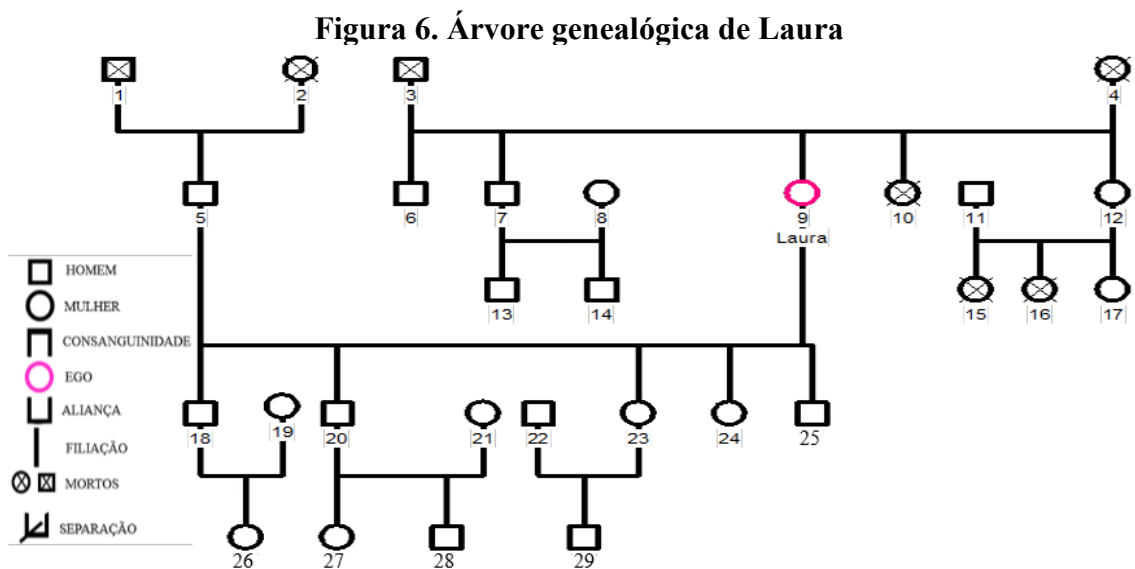 Figura 6. Árvore genealógica de Laura
1 2 3 4
5 6 7 8 9 10 11 12
Laura
HOMEM
MULHER
CONSANGUINIDADE
EGO
ALIANÇA
FILIAÇÃO
MORTOS
SEPARAÇÃO
13 14 15 16 17
18 19 20 21 22 23 24 25
26 27 28 29